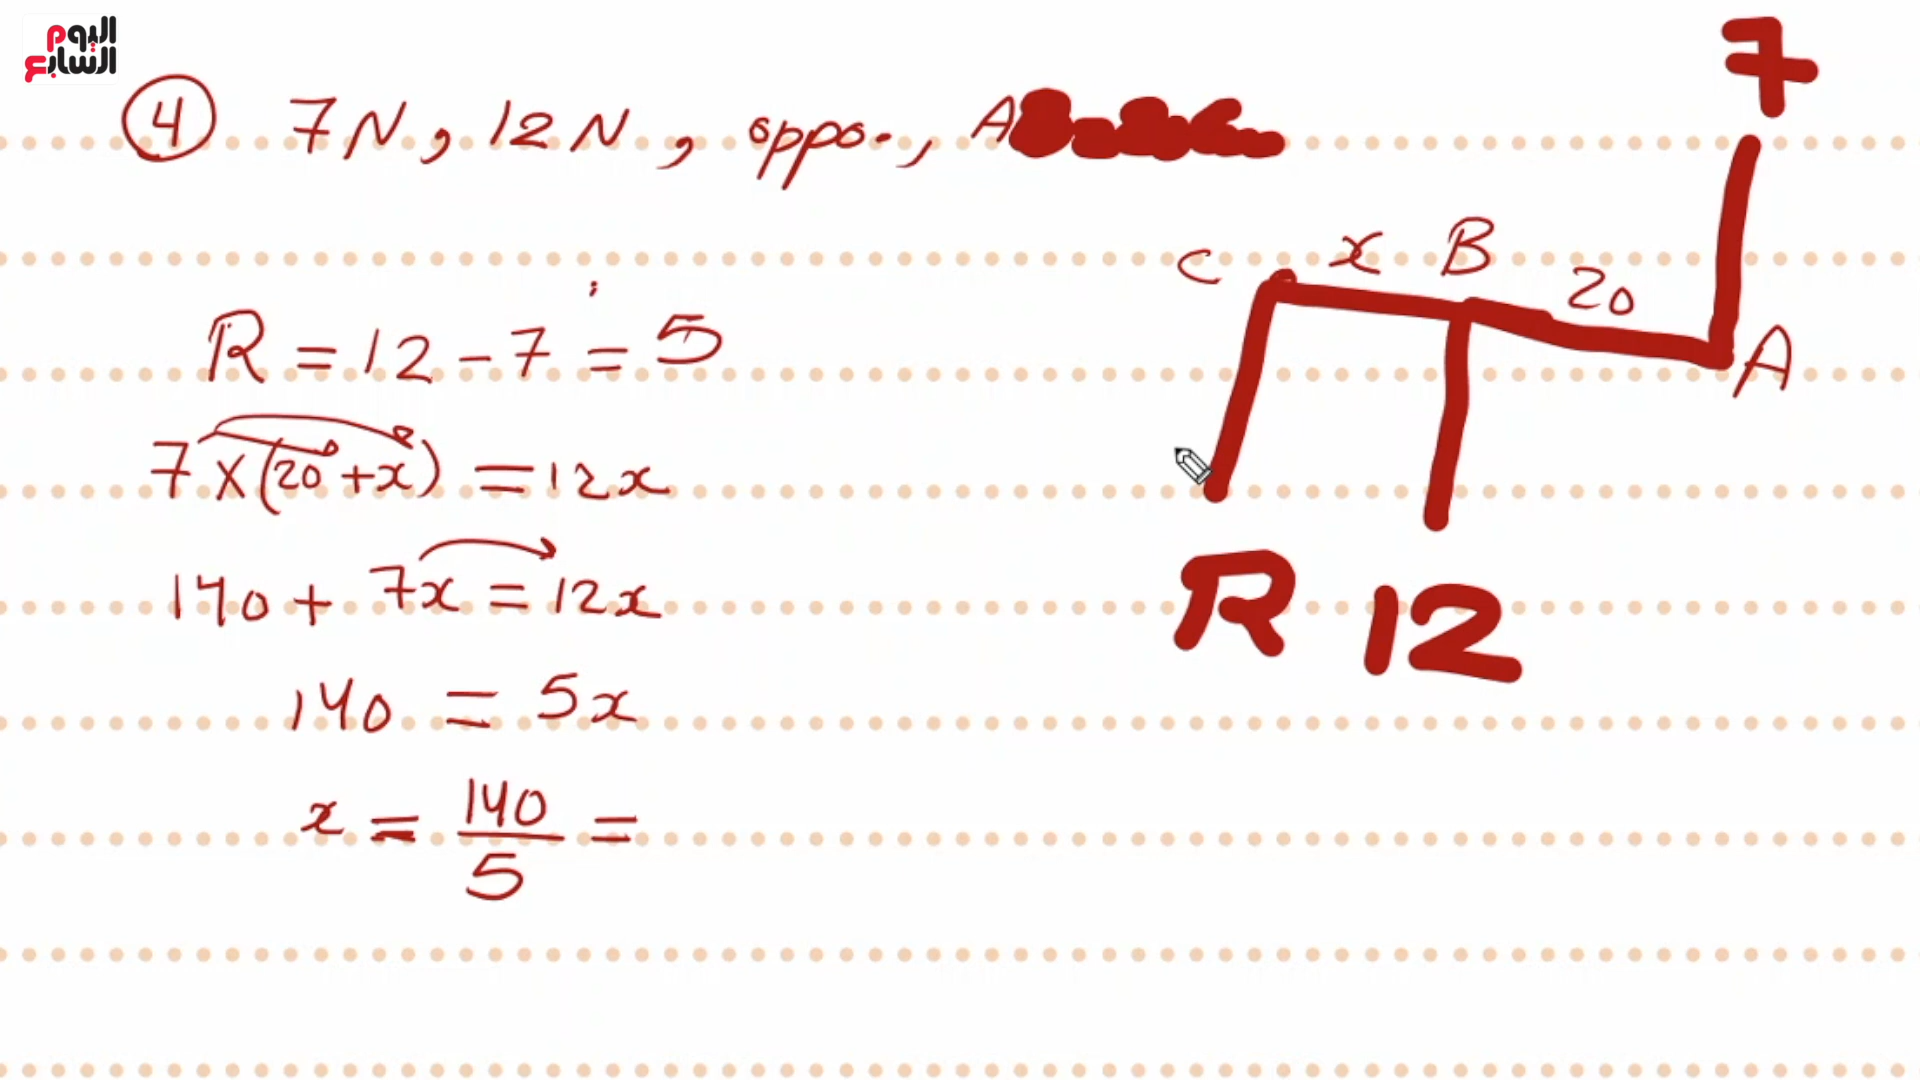 اليوم
السابع
4 7N, 12N, oppo., A
R = 12 - 7 = 5
7 x (20 + x) = 12x
140 + 7x = 12x
140 = 5x
x = 140/5 =
7
C x B 20 A
R 12